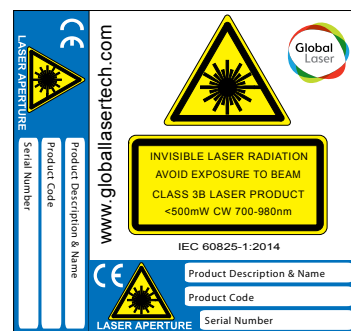 LASER APERTURE
CE
Serial Number
Product Code
Product Description & Name
www.globallasertech.com
Global
Laser
INVISIBLE LASER RADIATION
AVOID EXPOSURE TO BEAM
CLASS 3B LASER PRODUCT
<500mW CW 700-980nm
IEC 60825-1:2014
CE
LASER APERTURE
Product Description & Name
Product Code
Serial Number